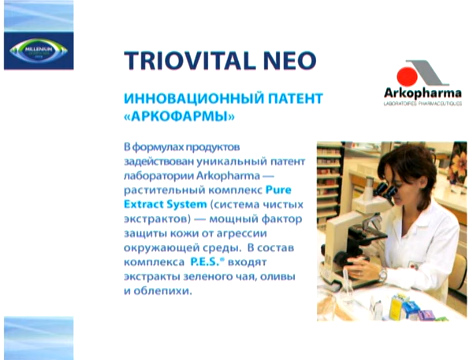 MILLENIUM
TRIOVITAL NEO
ИННОВАЦИОННЫЙ ПАТЕНТ
«АРКОФАРМЫ»
Arkopharma
LABORATOIRES PHARMACEUTIQUES
В формулах продуктов
задействован уникальный патент
лаборатории Arkopharma —
растительный комплекс Pure
Extract System (система чистых
экстрактов) — мощный фактор
защиты кожи от агрессии
окружающей среды. В состав
комплекса P.E.S.® входят
экстракты зеленого чая, оливы
и облепихи.